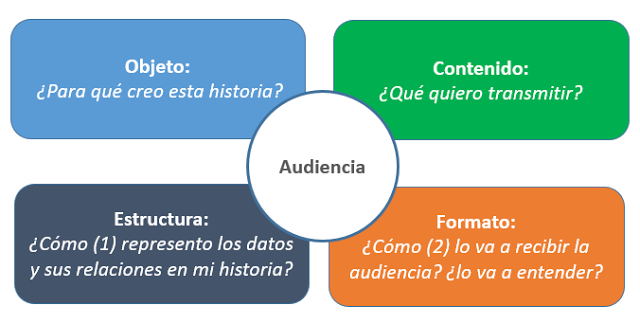 Objeto:
¿Para qué creo esta historia?
Contenido:
¿Qué quiero transmitir?
Audiencia
Estructura:
¿Cómo (1) represento los datos
y sus relaciones en mi historia?
Formato:
¿Cómo (2) lo va a recibir la
audiencia? ¿lo va a entender?